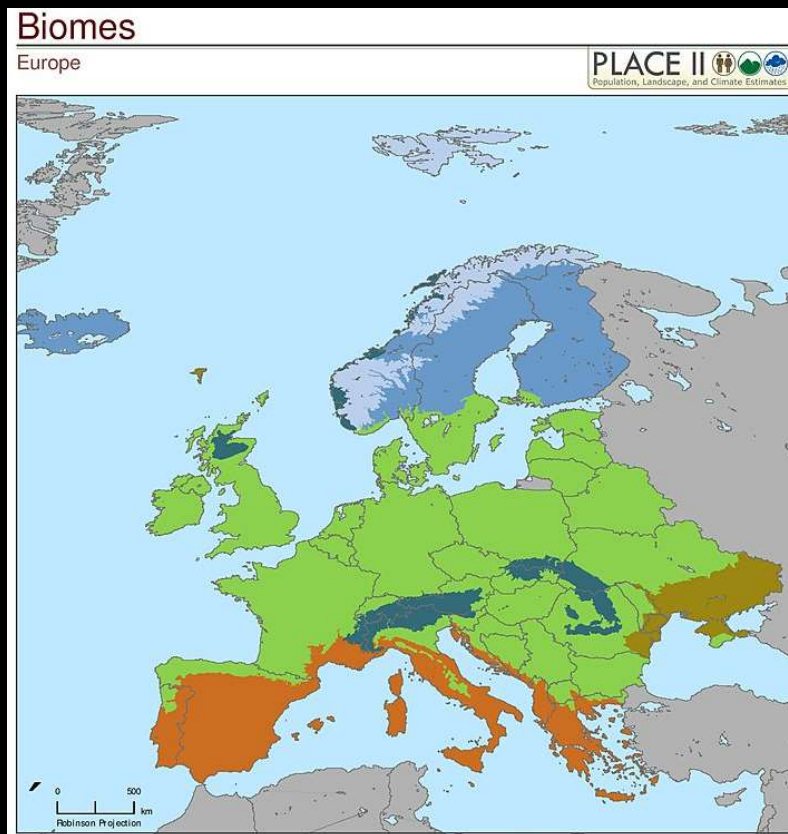 Biomes
Europe
PLACE II
Population, Landscape, and Climate Estimates
0 500
km
Robinson Projection